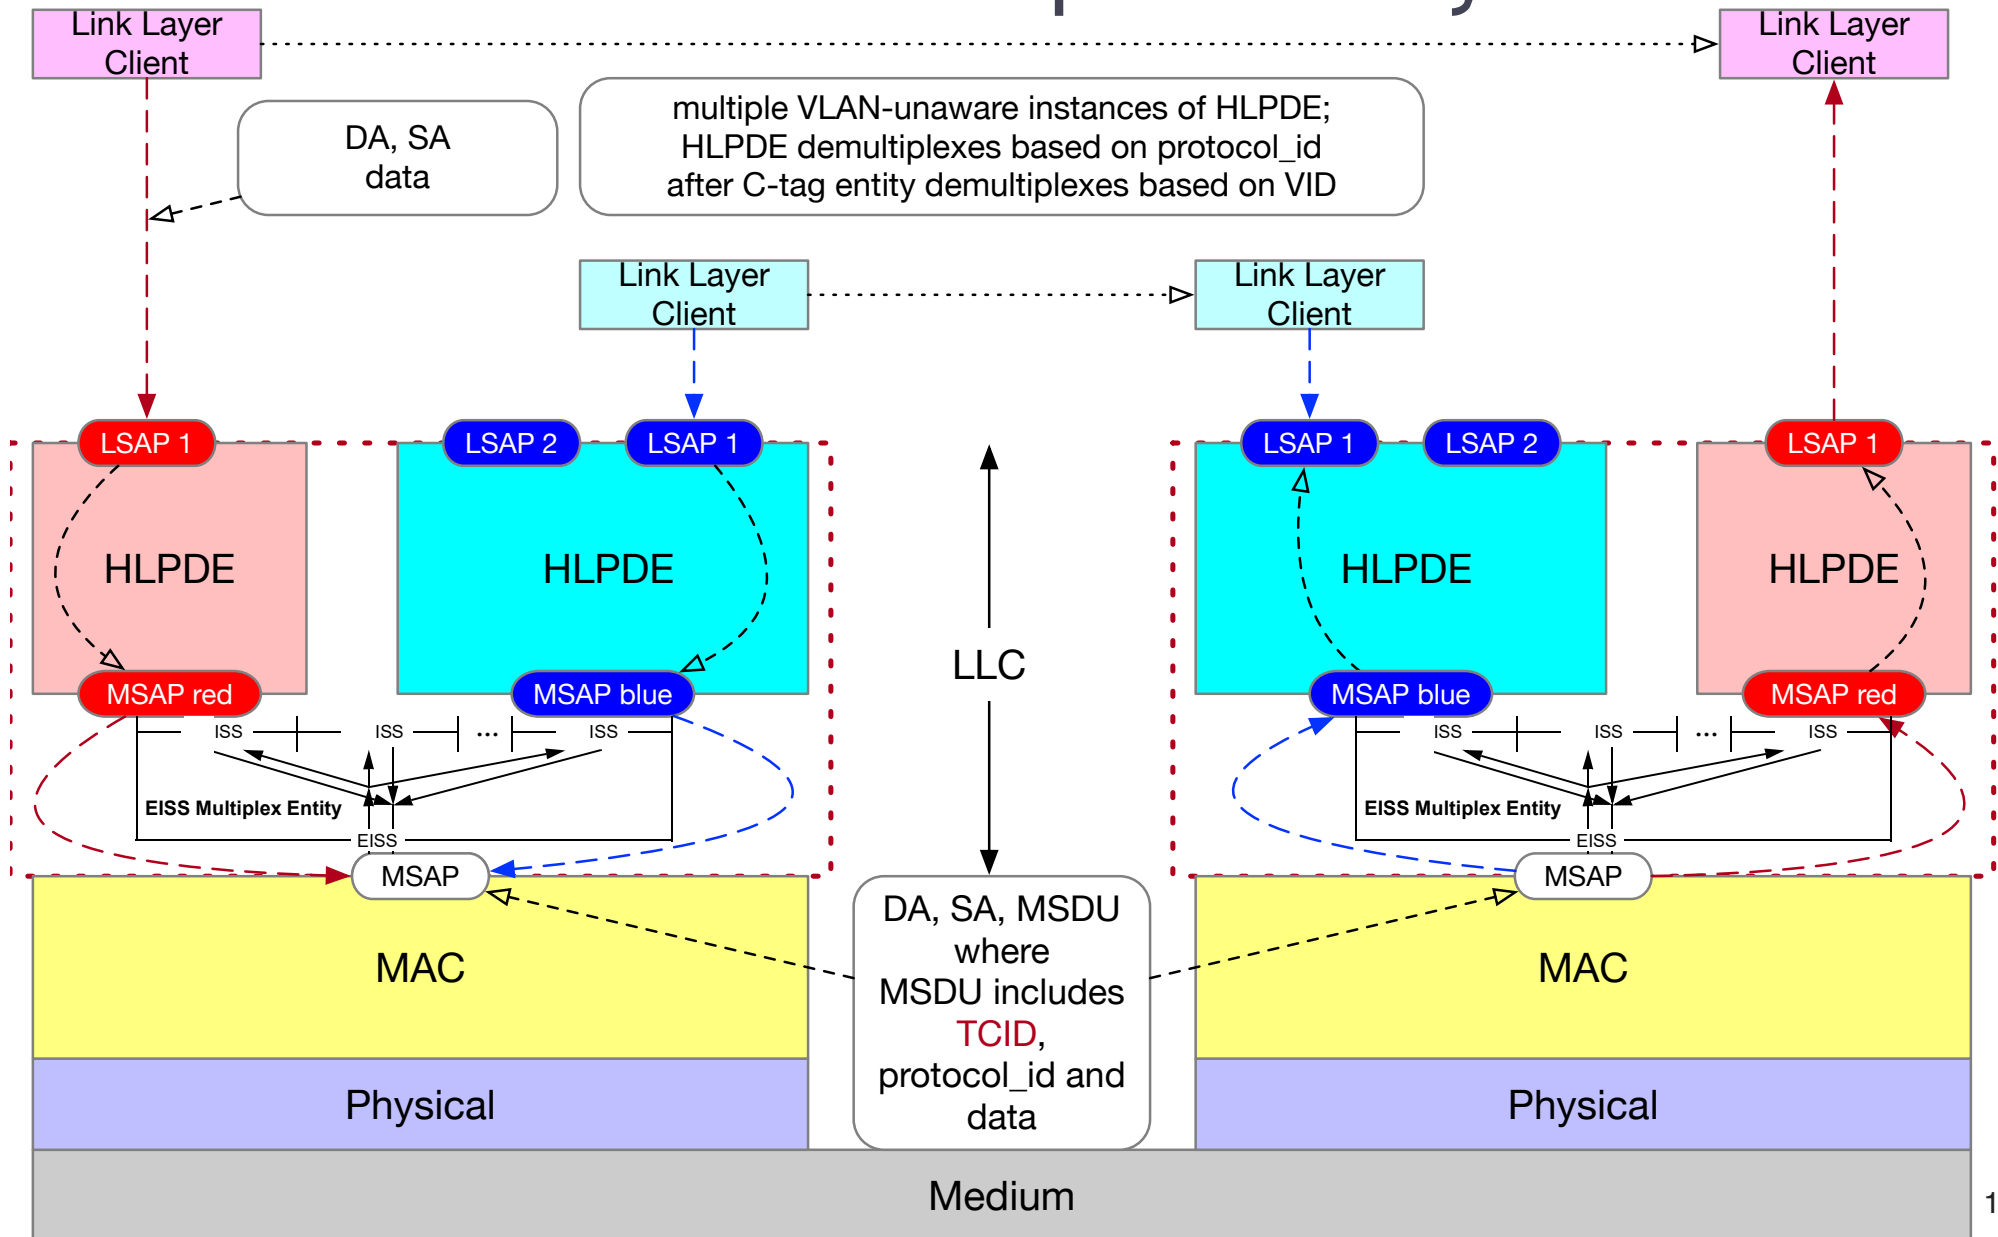 Link Layer
Client
Link Layer
Client
DA, SA
data
multiple VLAN-unaware instances of HLPDE;
HLPDE demultiplexes based on protocol_id
after C-tag entity demultiplexes based on VID
Link Layer
Client
Link Layer
Client
LSAP 1
LSAP 2
LSAP 1
LSAP 1
LSAP 2
LSAP 1
HLPDE
HLPDE
HLPDE
HLPDE
LLC
MSAP red
MSAP blue
MSAP blue
MSAP red
ISS
ISS
...
ISS
ISS
ISS
...
ISS
EISS Multiplex Entity
EISS Multiplex Entity
EISS
EISS
MSAP
MSAP
DA, SA, MSDU
where
MSDU includes
TCID,
protocol_id and
data
MAC
MAC
Physical
Physical
Medium
1